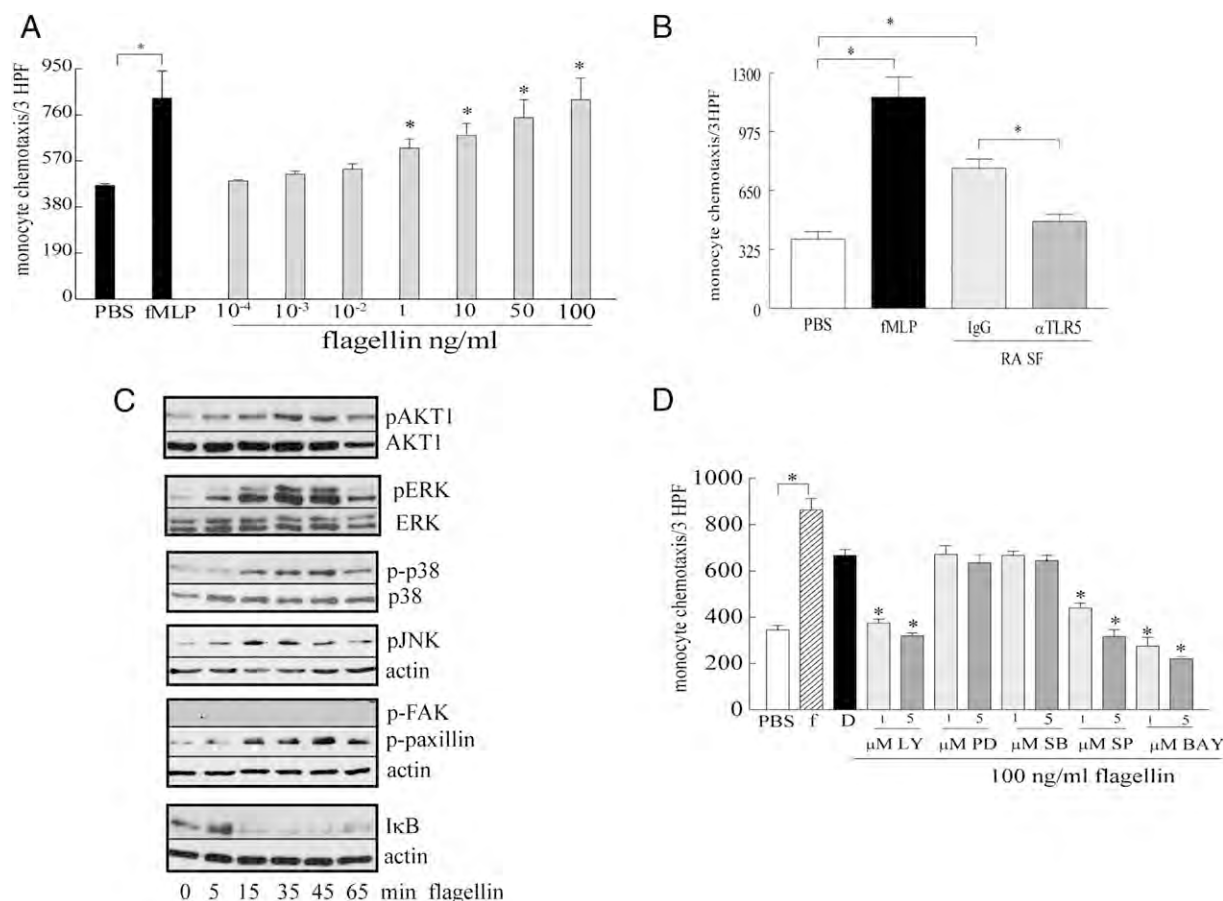 A
monocyte chemotaxis/3 HPF
950
760
570
380
190
0
*
* * * *
PBS fMLP 10⁻⁴ 10⁻³ 10⁻² 1 10 50 100
flagellin ng/ml
B
monocyte chemotaxis/3HPF
1300
975
650
325
0
*
*
*
PBS fMLP IgG αTLR5
RA SF
C
pAKT1
AKT1
pERK
ERK
p-p38
p38
pJNK
actin
p-FAK
p-paxillin
actin
IκB
actin
0 5 15 35 45 65 min flagellin
D
monocyte chemotaxis/3 HPF
1000
800
600
400
200
0
*
* * * * * *
PBS f D 1 5 1 5 1 5 1 5 1 5
μM LY μM PD μM SB μM SP μM BAY
100 ng/ml flagellin